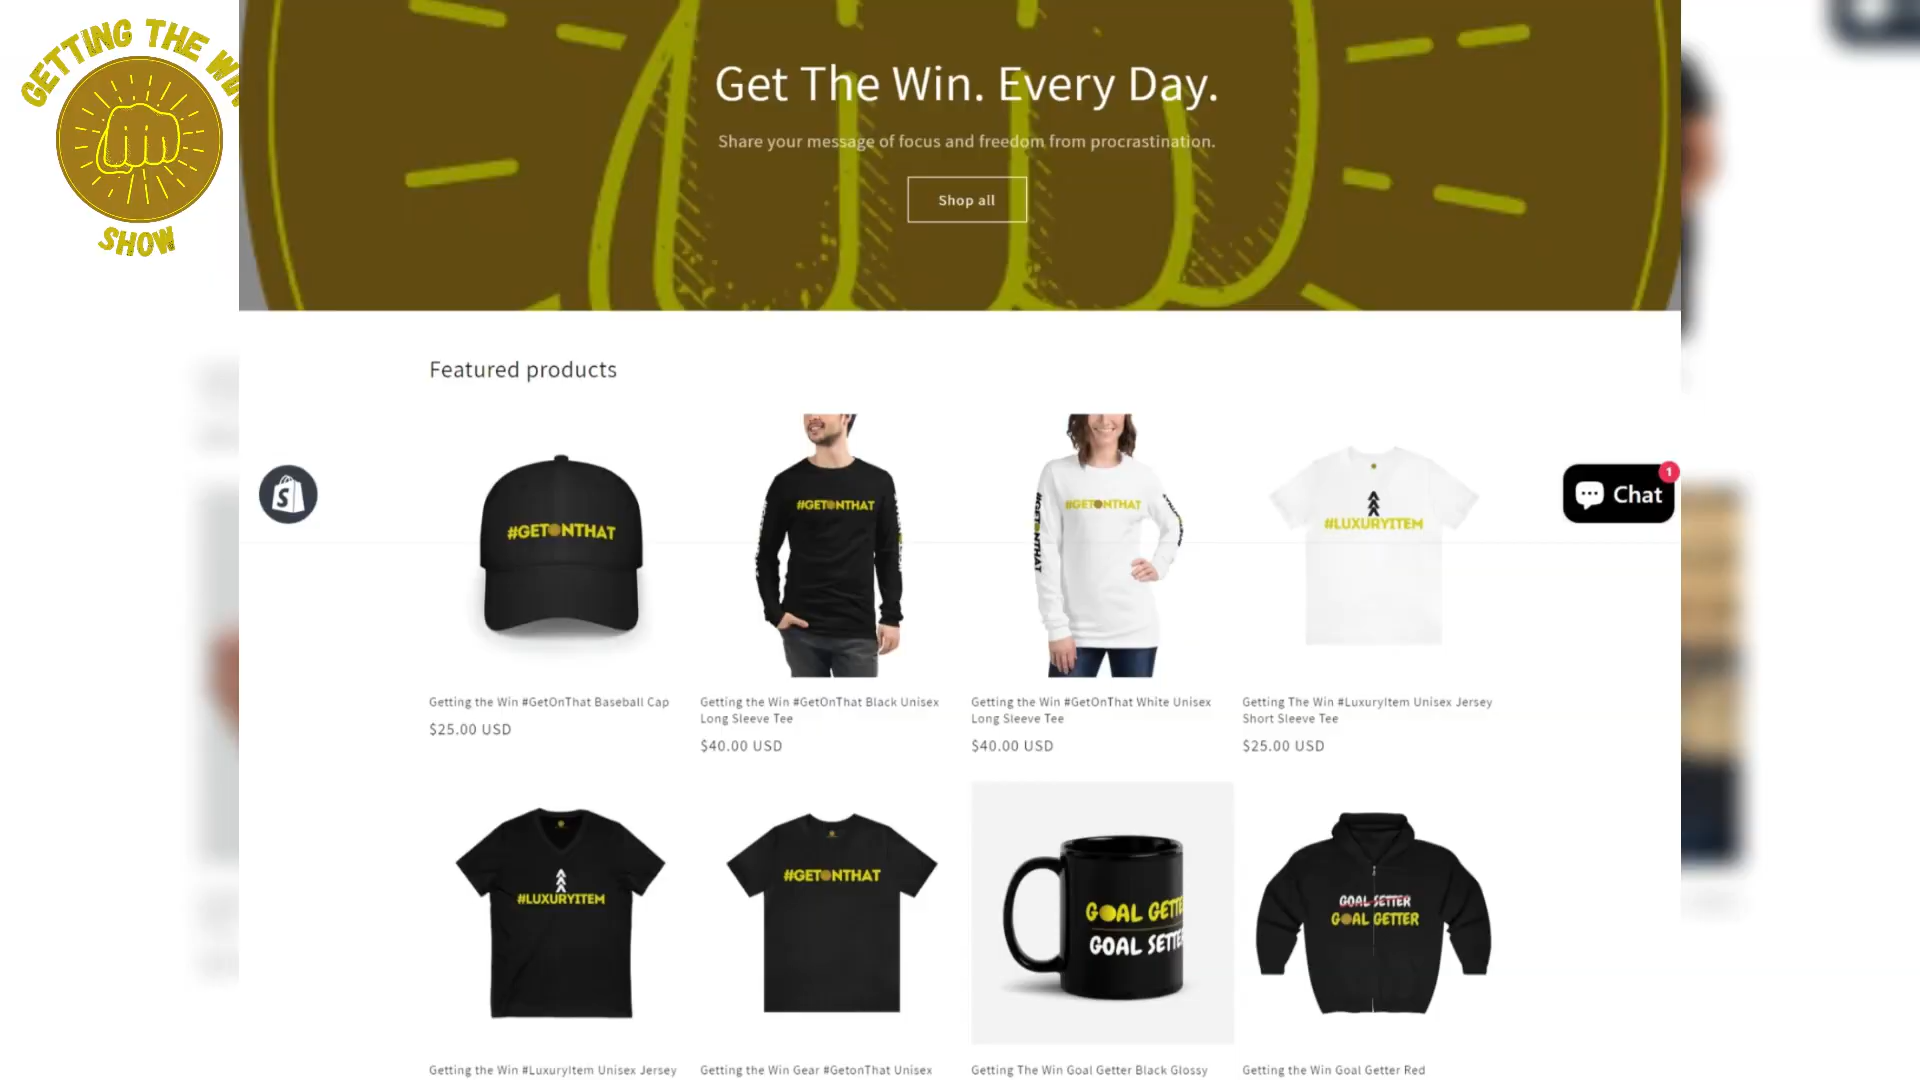 GETTING THE WI
SHOW
Get The Win. Every Day.
Share your message of focus and freedom from procrastination.
Shop all
Featured products
#GETONTHAT
#GETONTHAT
#GETONTHAT
#GETONTHAT
#LUXURYITEM
S
Chat
1
Getting the Win #GetOnThat Baseball Cap
$25.00 USD
Getting the Win #GetOnThat Black Unisex
Long Sleeve Tee
$40.00 USD
Getting the Win #GetOnThat White Unisex
Long Sleeve Tee
$40.00 USD
Getting The Win #LuxuryItem Unisex Jersey
Short Sleeve Tee
$25.00 USD
#LUXURYITEM
#GETONTHAT
GOAL GETTE
GOAL SETTE
GOAL SETTER
GOAL GETTER
Getting the Win #LuxuryItem Unisex Jersey
Getting the Win Gear #GetonThat Unisex
Getting The Win Goal Getter Black Glossy
Getting the Win Goal Getter Red